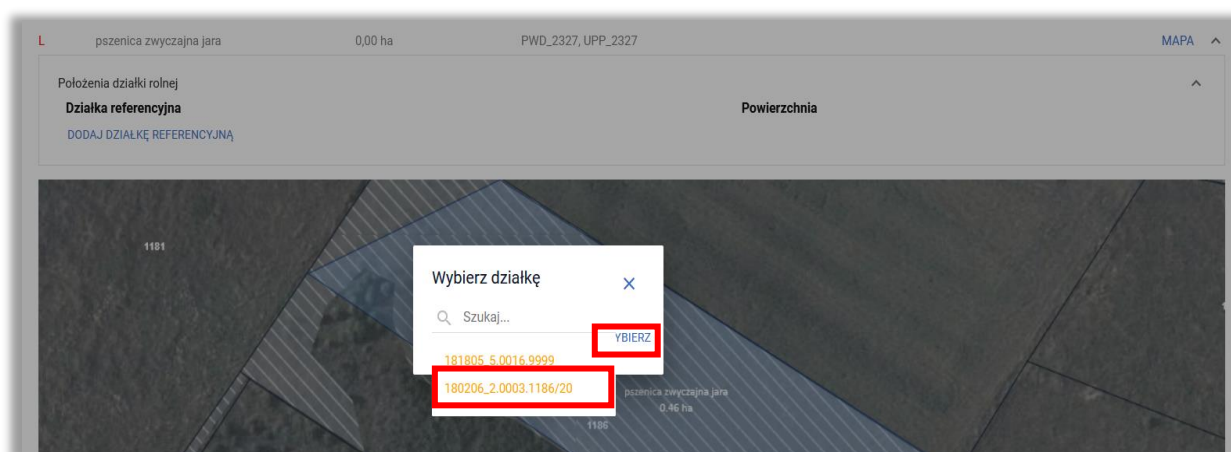 L pszenica zwyczajna jara 0,00 ha PWD_2327, UPP_2327 MAPA
Położenia działki rolnej
Działka referencyjna Powierzchnia
DODAJ DZIAŁKĘ REFERENCYJNĄ
1181
Wybierz działkę
Szukaj...
YBIERZ
181805_5.0016.9999
180206_2.0003.1186/20
pszenica zwyczajna jara
0.46 ha
1186